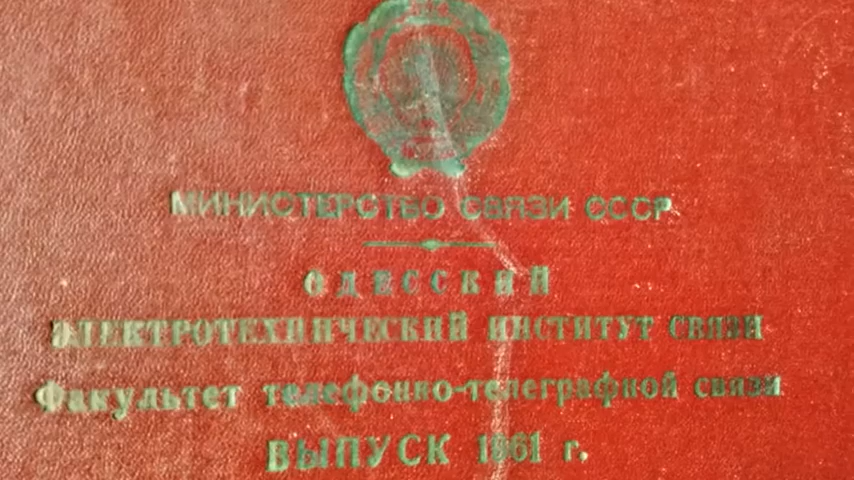 МИНИСТЕРСТВО СВЯЗИ СССР
ОДЕССКИЙ
ЭЛЕКТРОТЕХНИЧЕСКИЙ ИНСТИТУТ СВЯЗИ
Факультет телефонно-телеграфной связи
ВЫПУСК 1961 г.